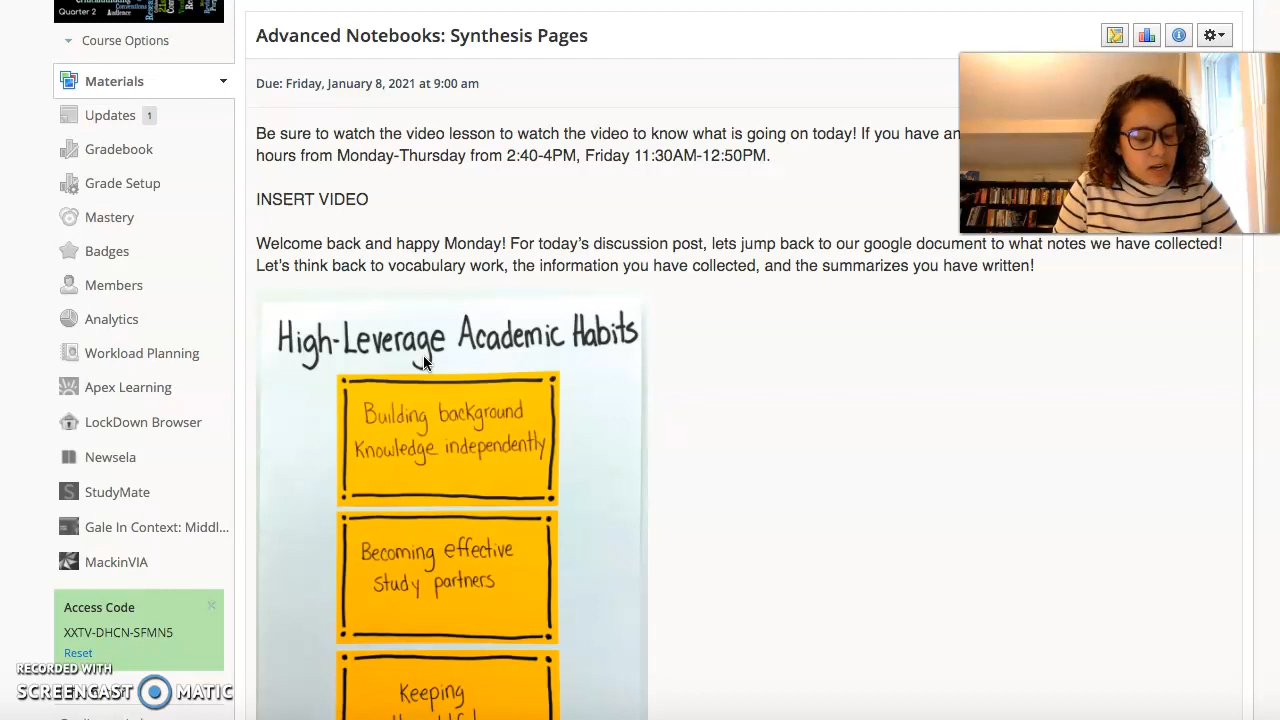 Quarter 2
Audience
Course Options
Materials
Updates 1
Gradebook
Grade Setup
Mastery
Badges
Members
Analytics
Workload Planning
Apex Learning
LockDown Browser
Newsela
StudyMate
Gale In Context: Middl...
MackinVIA
Access Code
XXTV-DHCN-SFMN5
Reset
RECORDED WITH
SCREENCAST MATIC
Advanced Notebooks: Synthesis Pages
Due: Friday, January 8, 2021 at 9:00 am
Be sure to watch the video lesson to watch the video to know what is going on today! If you have an
hours from Monday-Thursday from 2:40-4PM, Friday 11:30AM-12:50PM.
INSERT VIDEO
Welcome back and happy Monday! For today's discussion post, lets jump back to our google document to what notes we have collected!
Let's think back to vocabulary work, the information you have collected, and the summarizes you have written!
High-Leverage Academic Habits
Building background
Knowledge independently
Becoming effective
study partners
Keeping